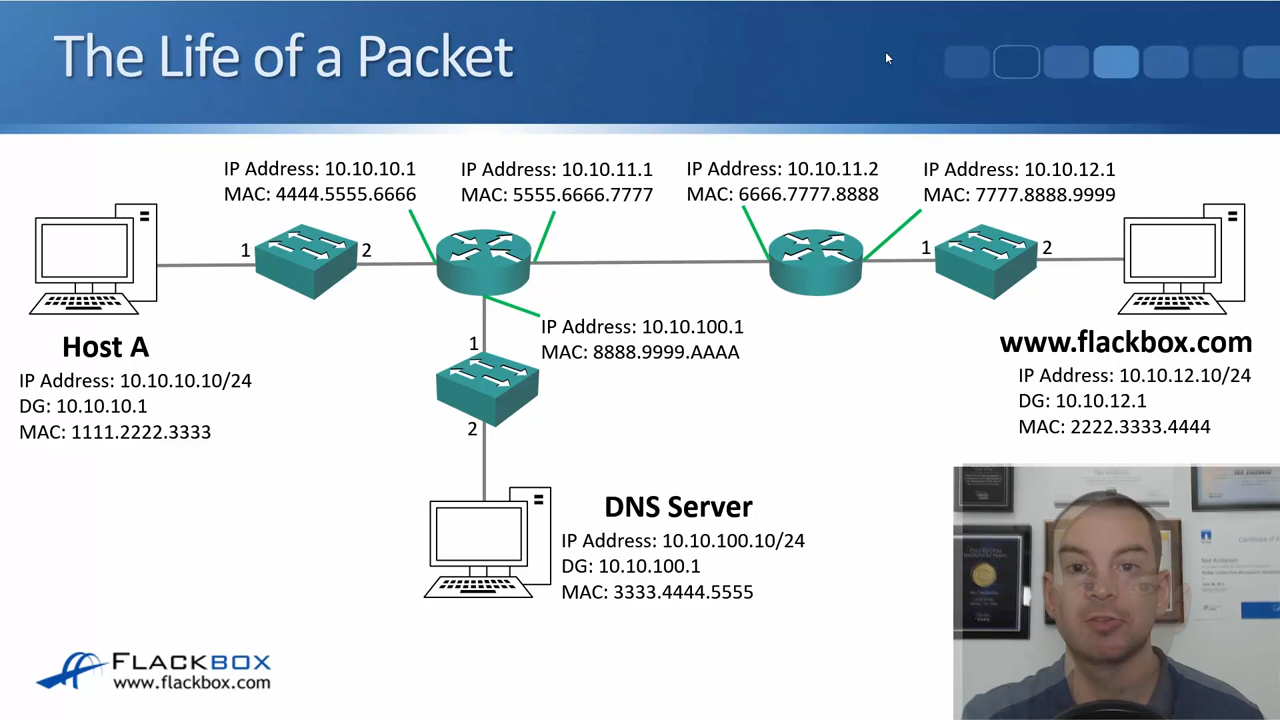 The Life of a Packet
IP Address: 10.10.10.1
MAC: 4444.5555.6666
IP Address: 10.10.11.1
MAC: 5555.6666.7777
IP Address: 10.10.11.2
MAC: 6666.7777.8888
IP Address: 10.10.12.1
MAC: 7777.8888.9999
1
2
1
2
Host A
IP Address: 10.10.10.10/24
DG: 10.10.10.1
MAC: 1111.2222.3333
IP Address: 10.10.100.1
MAC: 8888.9999.AAAA
1
2
www.flackbox.com
IP Address: 10.10.12.10/24
DG: 10.10.12.1
MAC: 2222.3333.4444
DNS Server
IP Address: 10.10.100.10/24
DG: 10.10.100.1
MAC: 3333.4444.5555
FLACKBOX
www.flackbox.com